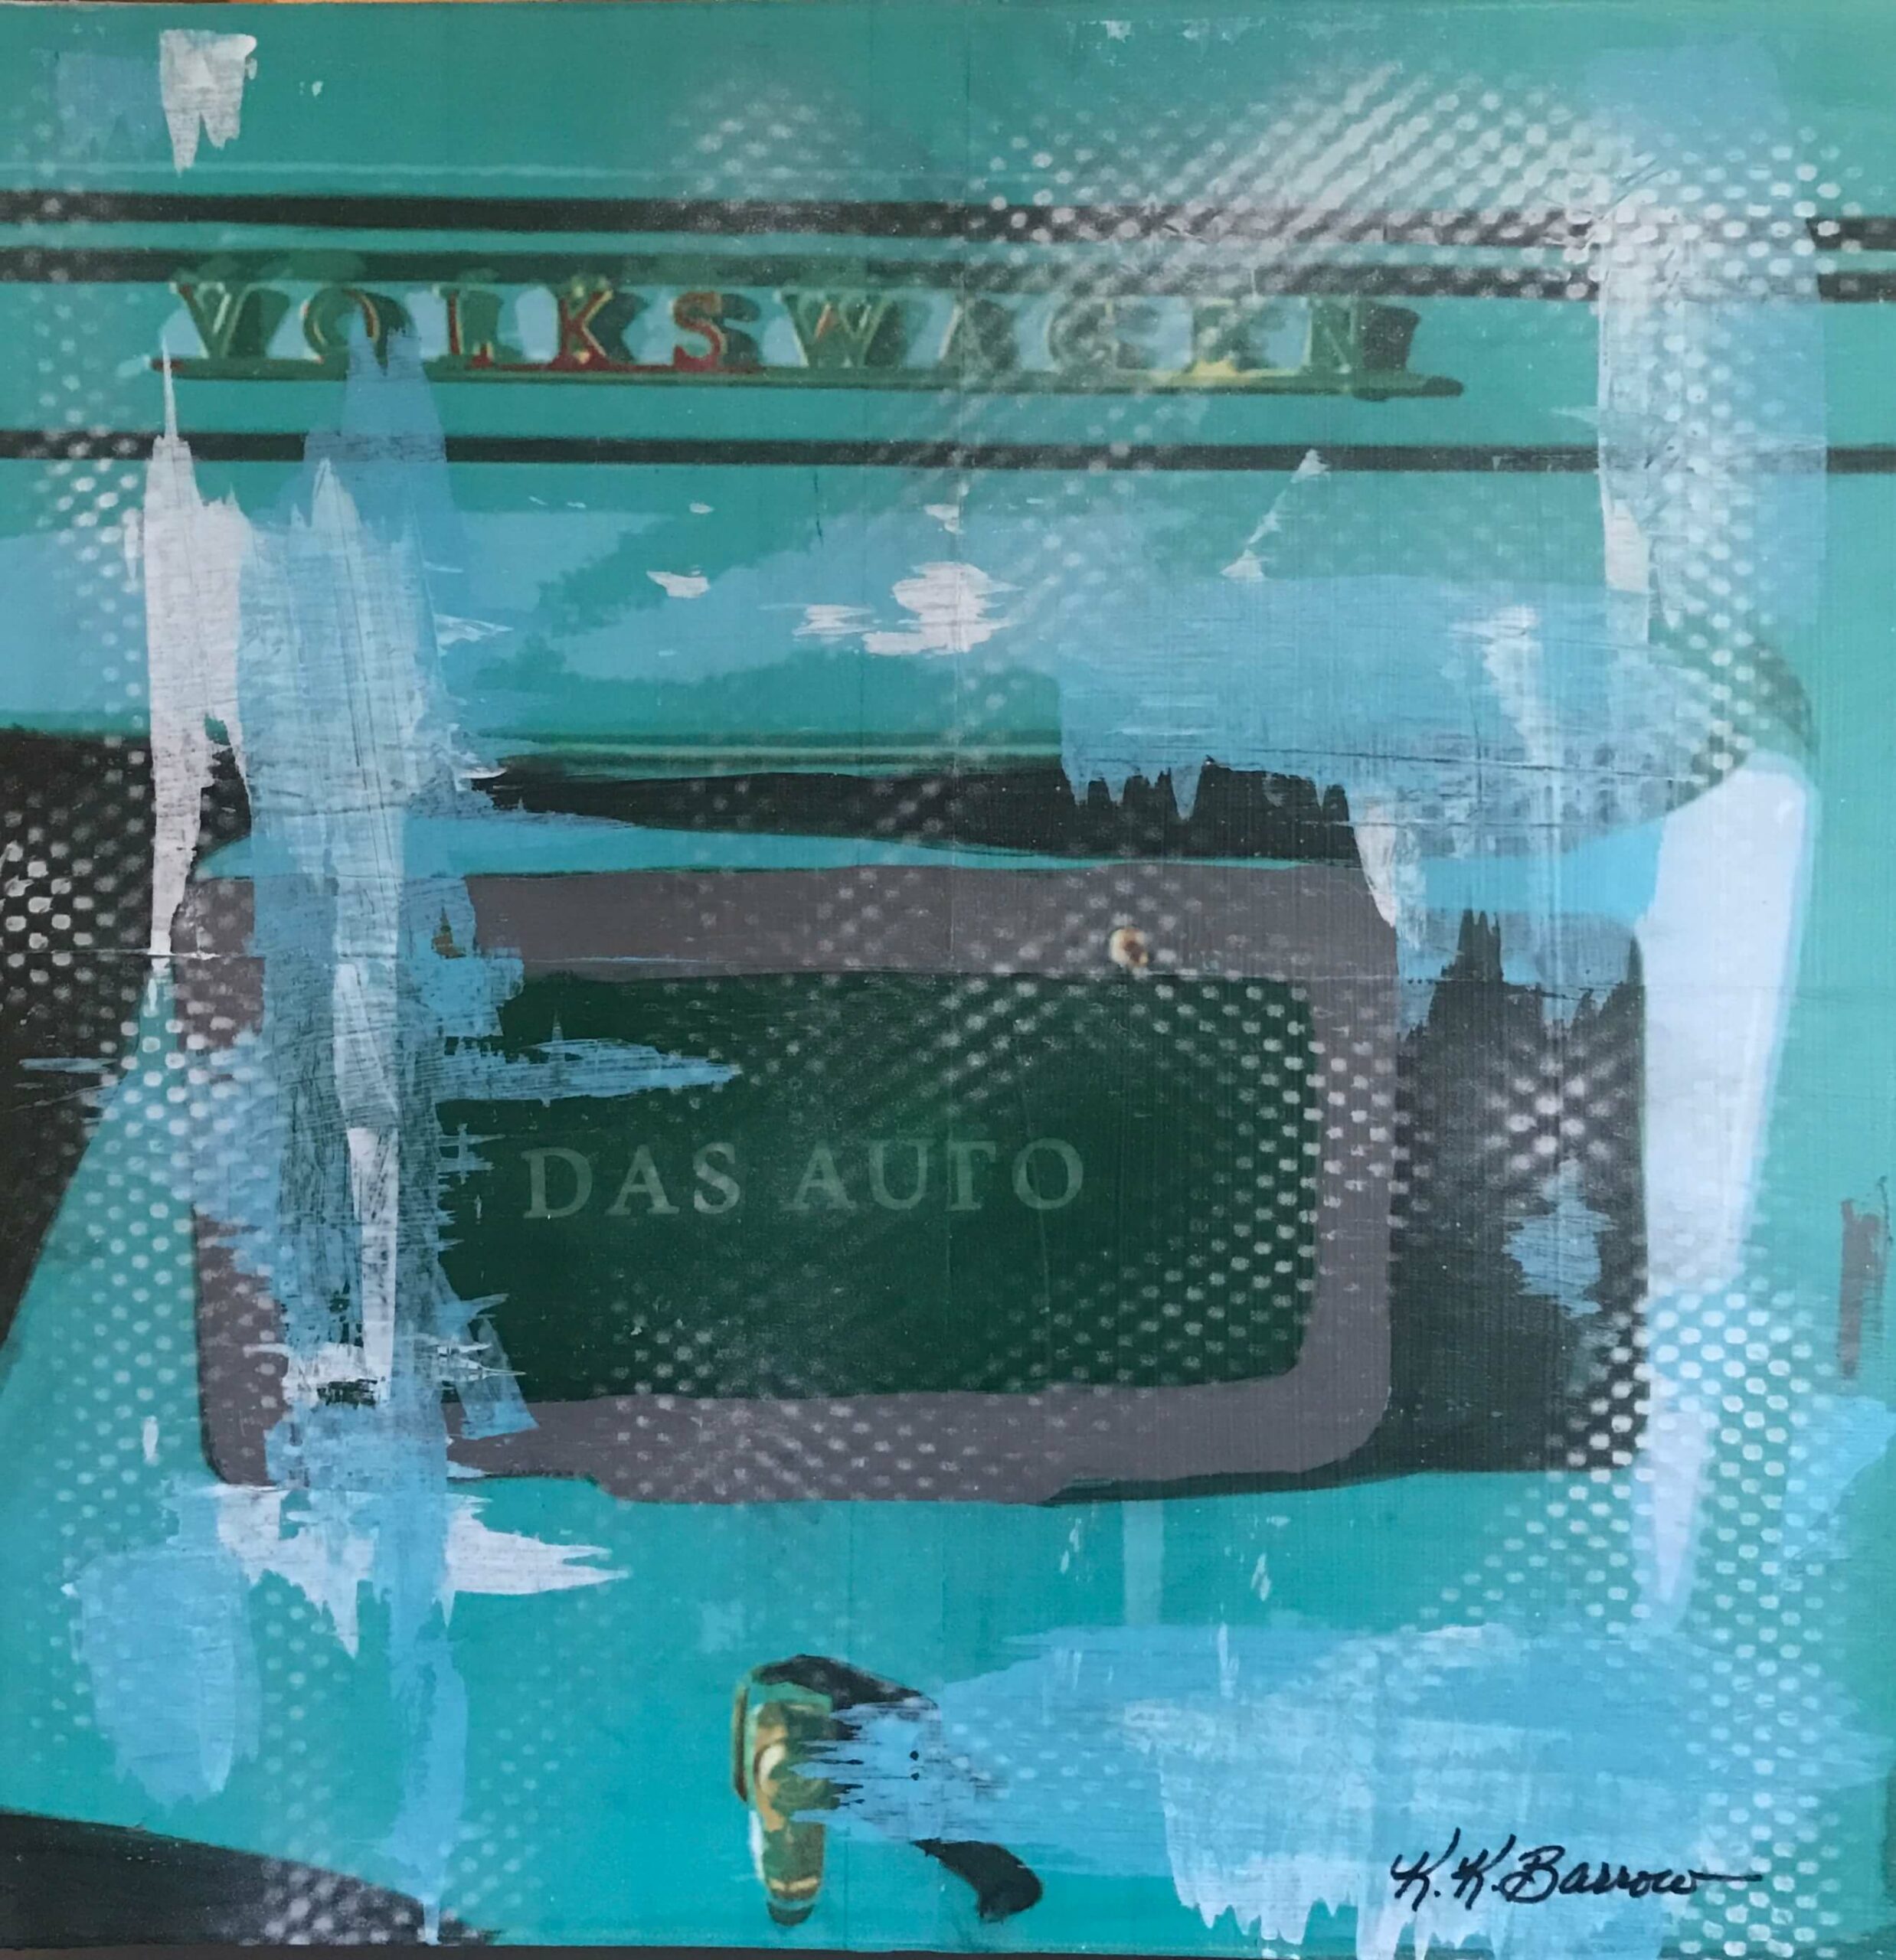 VOLKSWAGEN
DAS AUTO
K.K.Barrow